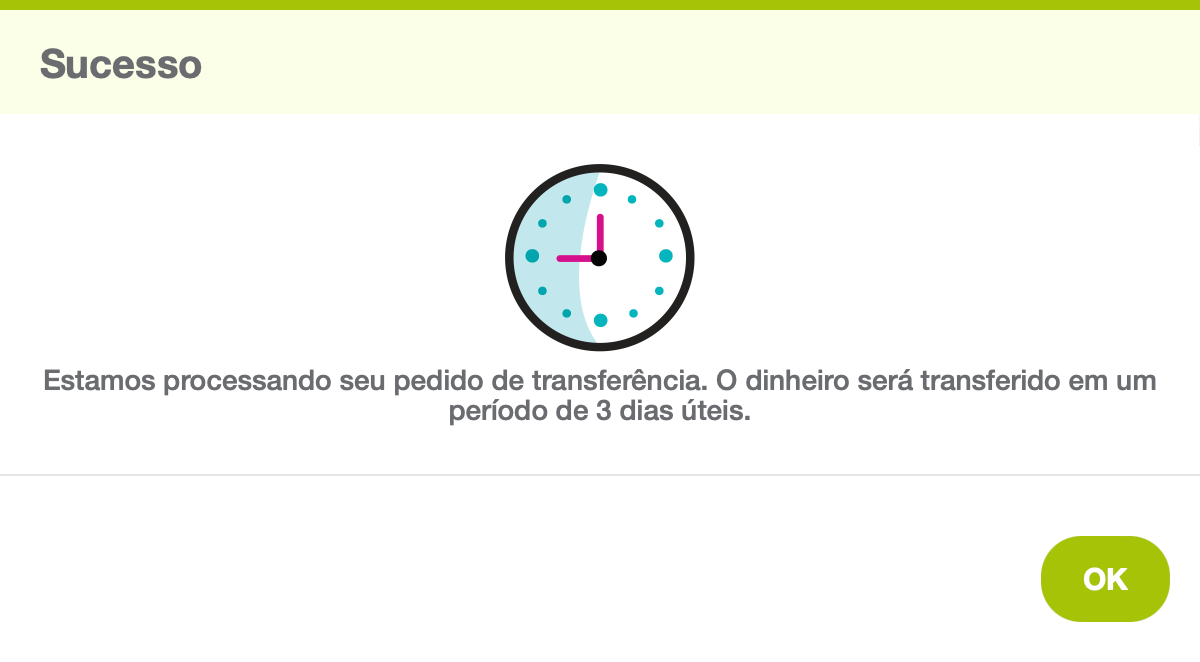 Sucesso
Estamos processando seu pedido de transferência. O dinheiro será transferido em um
período de 3 dias úteis.
OK